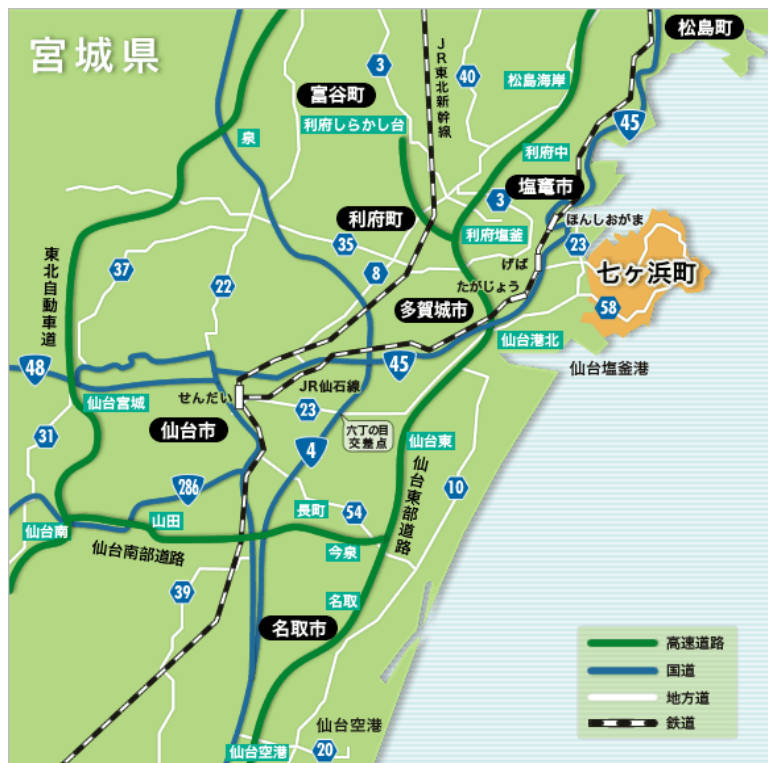 宮城県
松島町
富谷町
3
JR東北新幹線
40
松島海岸
利府しらかし台
45
泉
利府中
塩竈市
3
利府町
ほんしおがま
利府塩釜
35
23
東北自動車道
37
8
げば
七ヶ浜町
22
たがじょう
多賀城市
58
仙台港北
48
45
仙台塩釜港
せんだい
JR仙石線
仙台宮城
23
六丁の目
交差点
仙台市
31
4
仙台東
286
仙台東部道路
10
長町
54
山田
仙台南
仙台南部道路
今泉
39
名取
名取市
高速道路
国道
地方道
鉄道
仙台空港
仙台空港
20